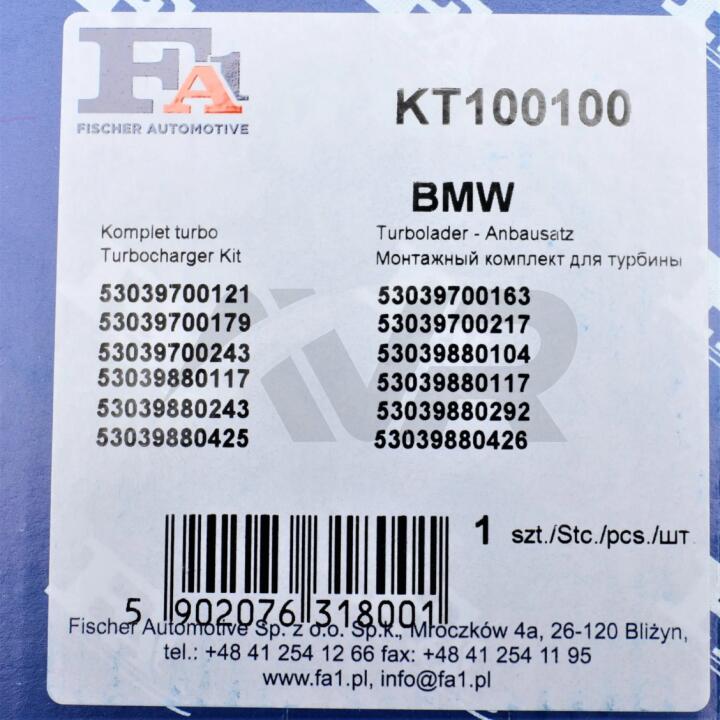 FA1
FISCHER AUTOMOTIVE
KT100100
BMW
Komplet turbo
Turbocharger Kit
Turbolader - Anbausatz
Монтажный комплект для турбины
53039700121
53039700179
53039700243
53039880117
53039880243
53039880425
53039700163
53039700217
53039880104
53039880117
53039880292
53039880426
1 szt./Stc./pcs./шт.
5 902076 318001
Fischer Automotive Sp. z o.o. Sp.k., Mroczków 4a, 26-120 Bliżyn,
tel.: +48 41 254 12 66 fax: +48 41 254 11 95
www.fa1.pl, info@fa1.pl